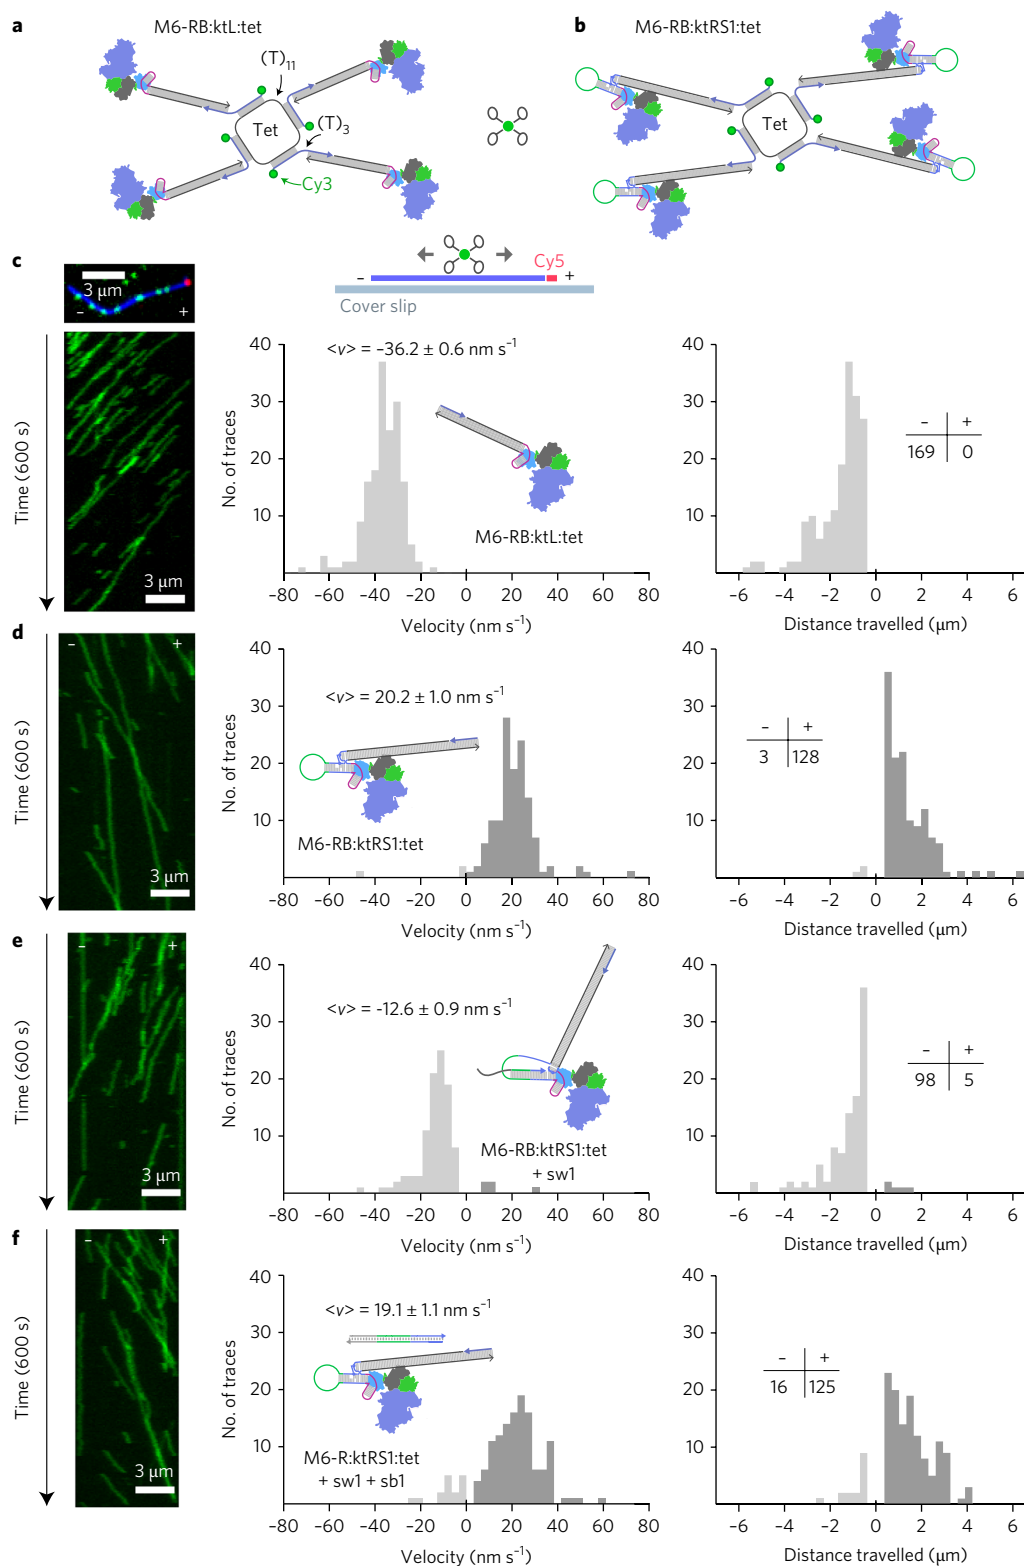 a
M6-RB:ktL:tet
(T)11
Tet
(T)3
Cy3
b
M6-RB:ktRS1:tet
Tet
c
3 μm
–
+
Cy5
–
+
Cover slip
Time (600 s)
3 μm
No. of traces
40
30
20
10
<v> = –36.2 ± 0.6 nm s⁻¹
M6-RB:ktL:tet
–80 –60 –40 –20 0 20 40 60 80
Velocity (nm s⁻¹)
40
30
20
10
– +
169 0
–6 –4 –2 0 2 4 6
Distance travelled (μm)
d
Time (600 s)
– +
3 μm
No. of traces
40
30
20
10
<v> = 20.2 ± 1.0 nm s⁻¹
M6-RB:ktRS1:tet
–80 –60 –40 –20 0 20 40 60 80
Velocity (nm s⁻¹)
40
30
20
10
– +
3 128
–6 –4 –2 0 2 4 6
Distance travelled (μm)
e
Time (600 s)
– +
3 μm
No. of traces
40
30
20
10
<v> = -12.6 ± 0.9 nm s⁻¹
M6-RB:ktRS1:tet
+ sw1
–80 –60 –40 –20 0 20 40 60 80
Velocity (nm s⁻¹)
40
30
20
10
– +
98 5
–6 –4 –2 0 2 4 6
Distance travelled (μm)
f
Time (600 s)
– +
3 μm
No. of traces
40
30
20
10
<v> = 19.1 ± 1.1 nm s⁻¹
M6-R:ktRS1:tet
+ sw1 + sb1
–80 –60 –40 –20 0 20 40 60 80
Velocity (nm s⁻¹)
40
30
20
10
– +
16 125
–6 –4 –2 0 2 4 6
Distance travelled (μm)